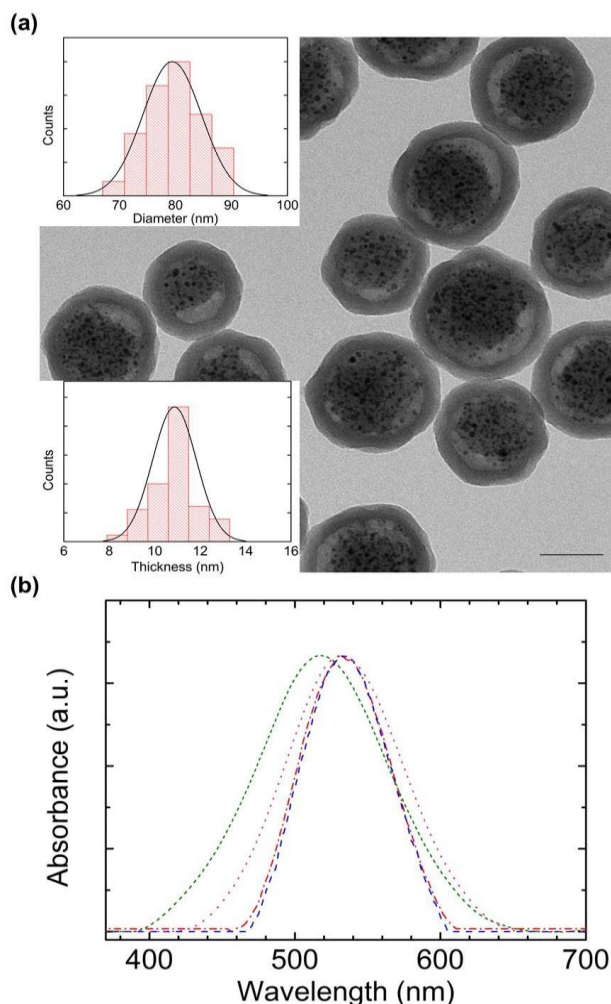 (a)
Counts
60 70 80 90 100
Diameter (nm)
Counts
6 8 10 12 14 16
Thickness (nm)
(b)
Absorbance (a.u.)
400 500 600 700
Wavelength (nm)